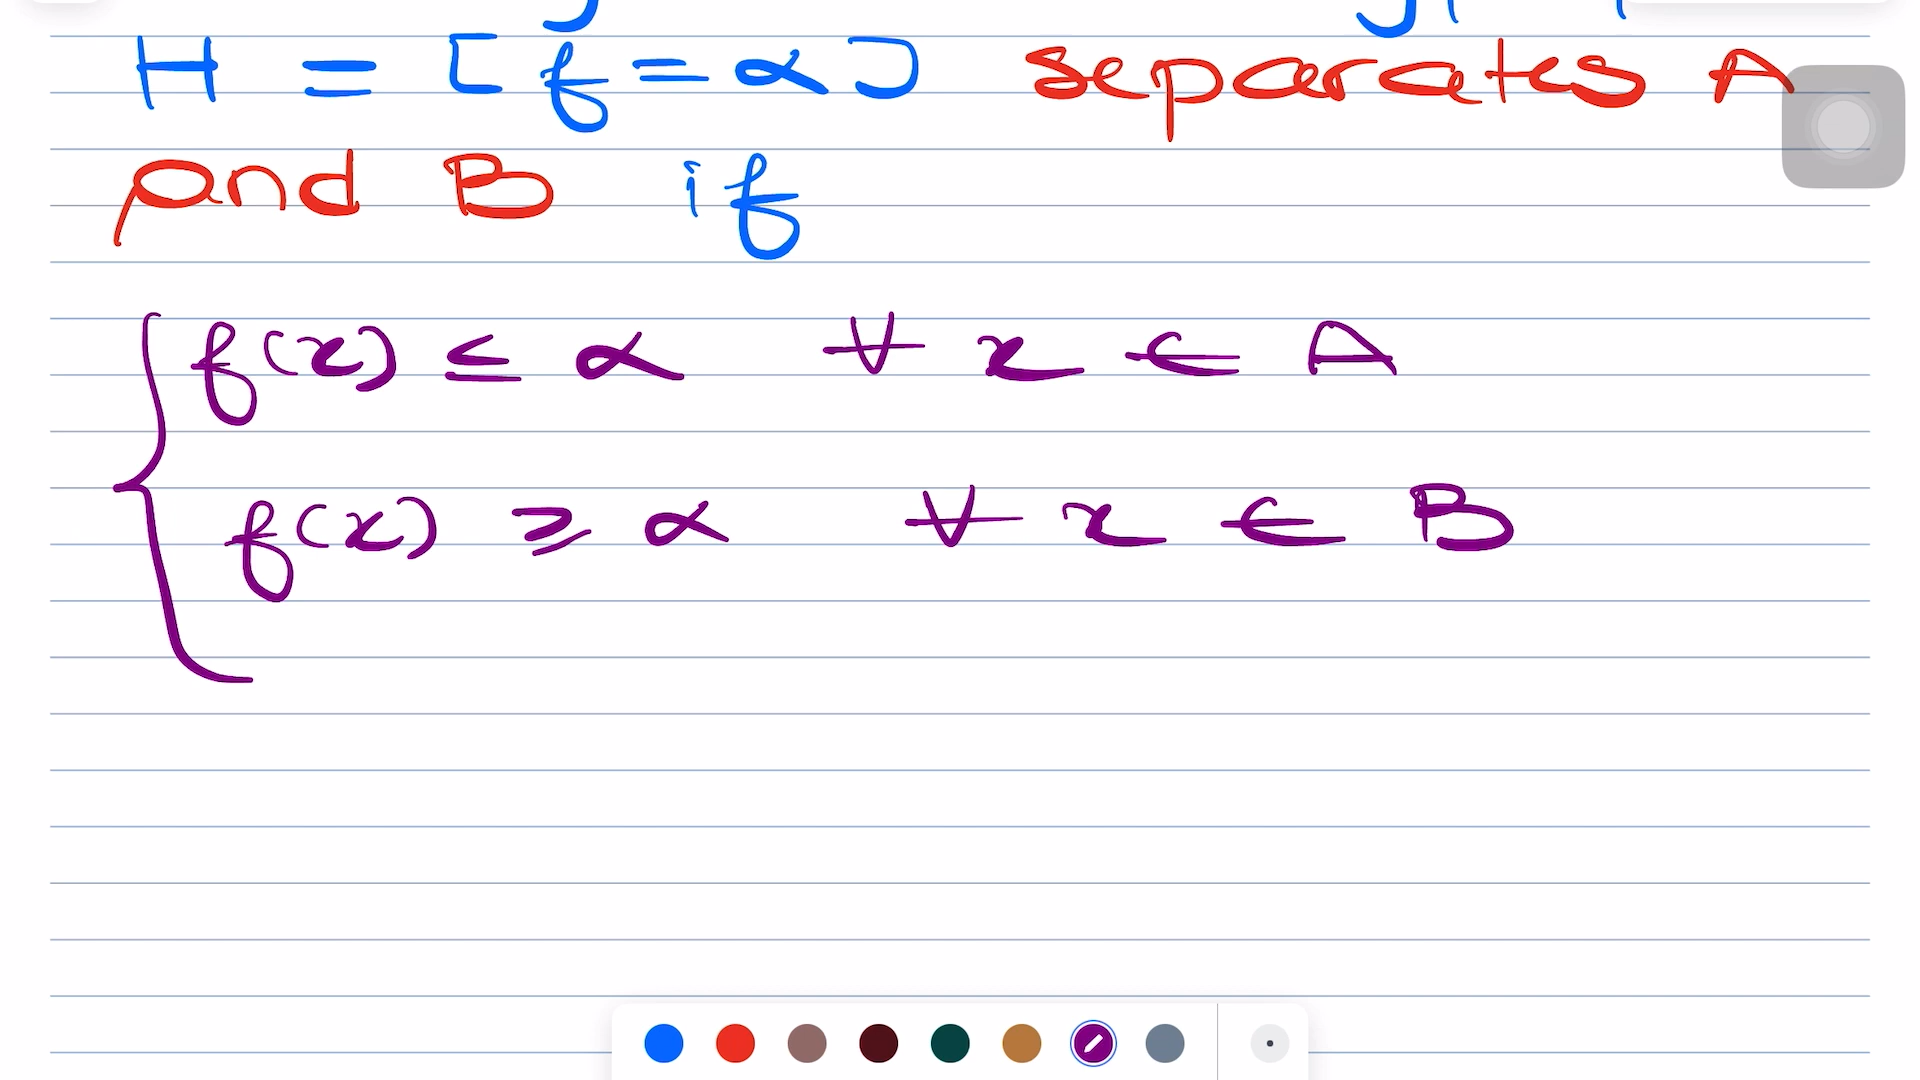 H = [f = α] separates A
and B if
f(x) ≤ α ∀ x ∈ A
f(x) ≥ α ∀ x ∈ B